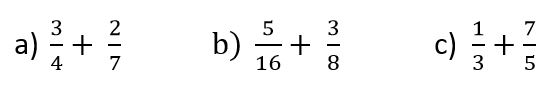 a) 3/4 + 2/7 b) 5/16 + 3/8 c) 1/3 + 7/5